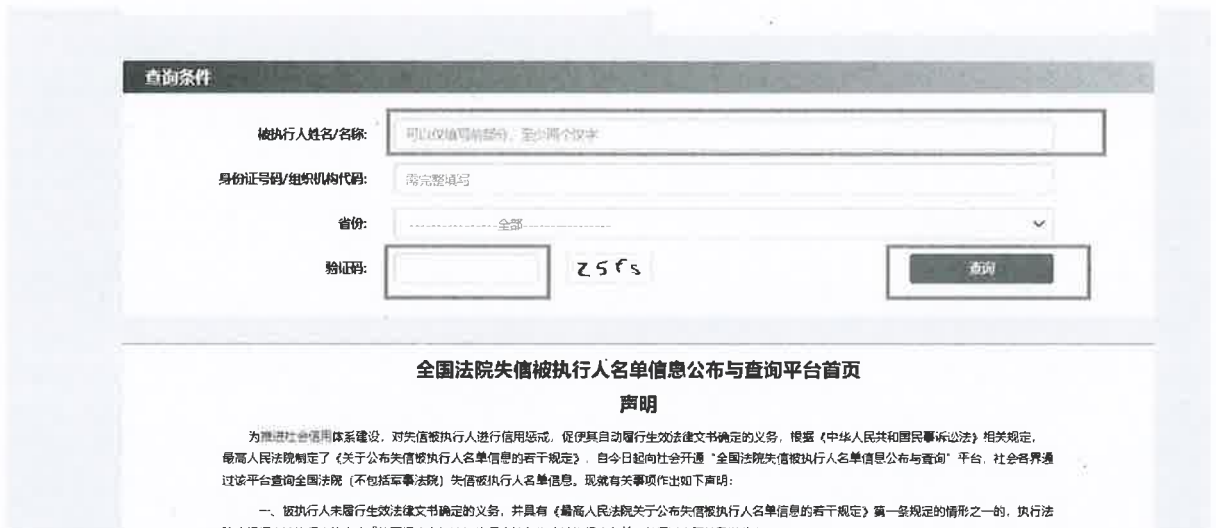 查询条件
被执行人姓名/名称: 可以仅填写前部分，至少两个汉字
身份证号码/组织机构代码: 需完整填写
省份: ----------------全部----------------
验证码: 查询
全国法院失信被执行人名单信息公布与查询平台首页
声明
为推进社会信用体系建设，对失信被执行人进行信用惩戒，促使其自动履行生效法律文书确定的义务，根据《中华人民共和国民事诉讼法》相关规定，
最高人民法院制定了《关于公布失信被执行人名单信息的若干规定》，自今日起向社会开通“全国法院失信被执行人名单信息公布与查询”平台，社会各界通
过该平台查询全国法院（不包括军事法院）失信被执行人名单信息。现就有关事项作出如下声明：
一、被执行人未履行生效法律文书确定的义务，并具有《最高人民法院关于公布失信被执行人名单信息的若干规定》第一条规定的情形之一的，执行法